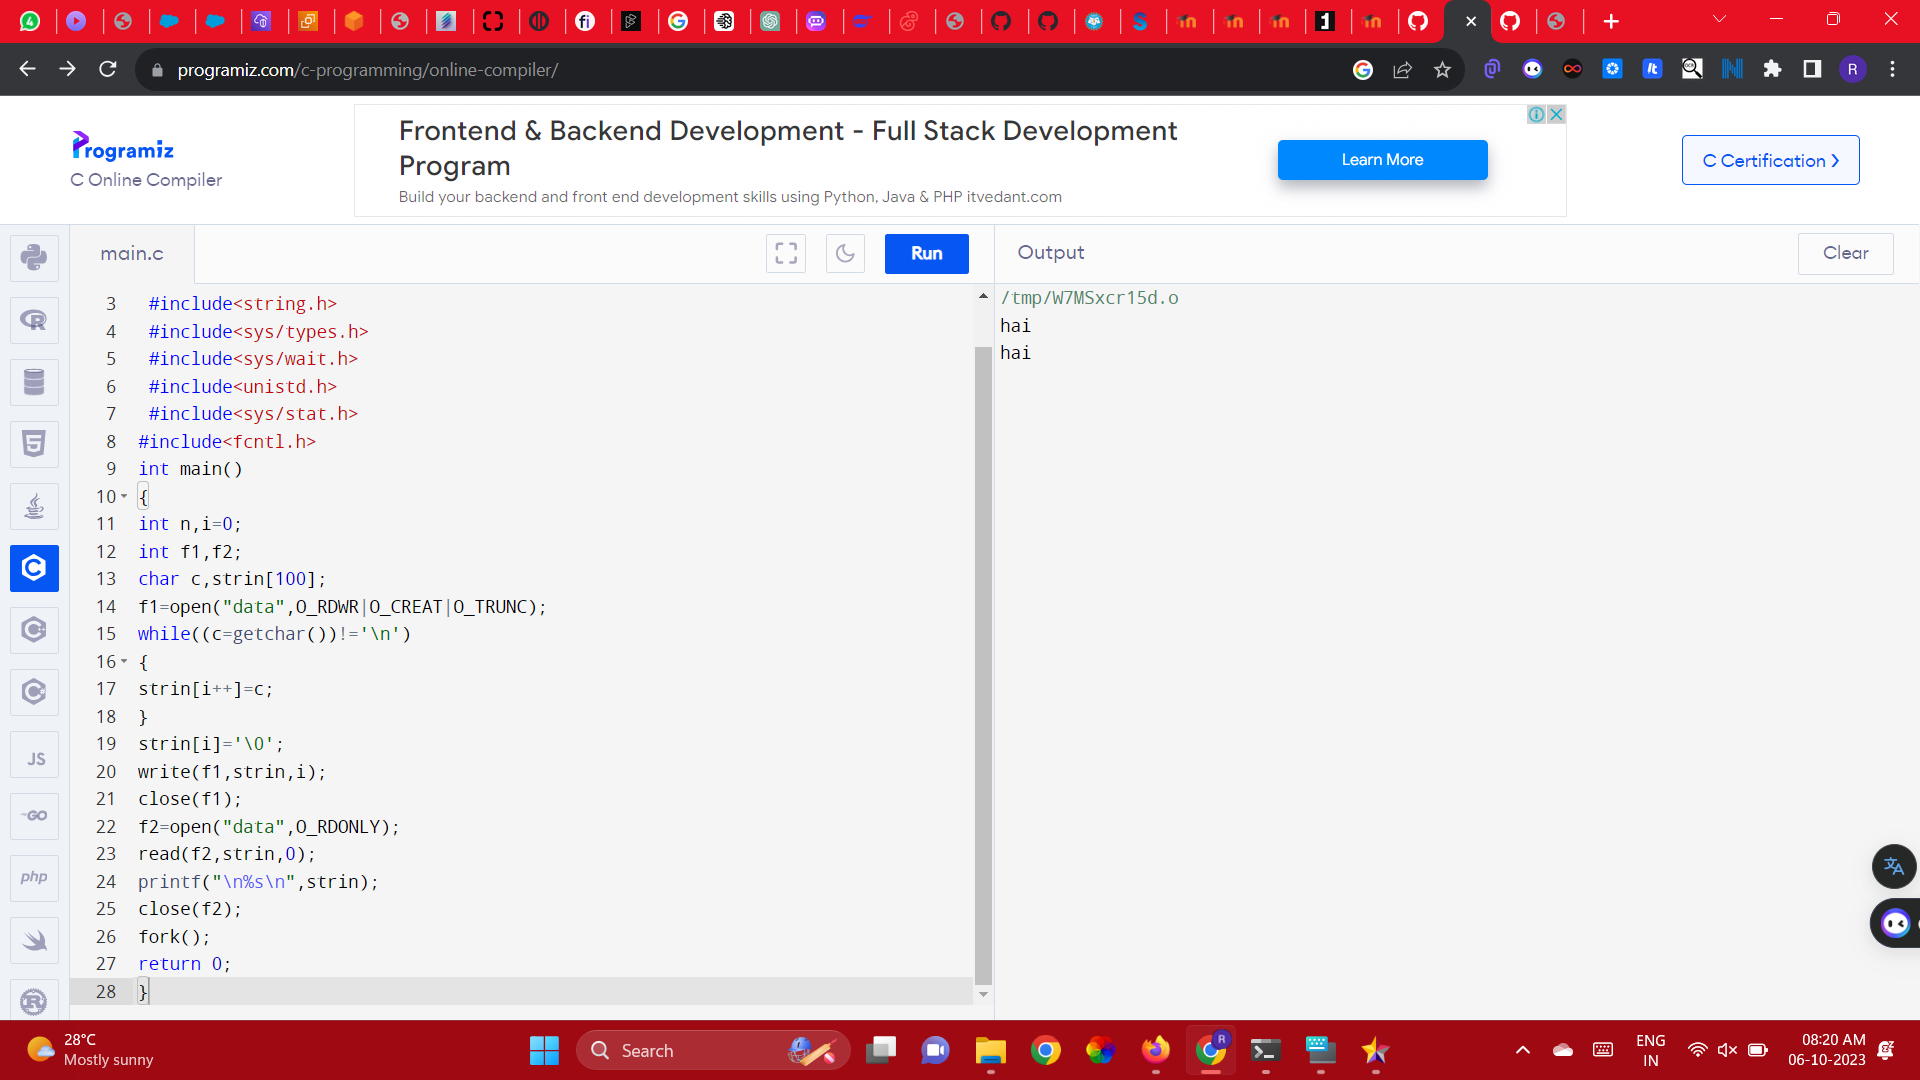 programiz.com/c-programming/online-compiler/
R
Programiz
C Online Compiler
Frontend & Backend Development - Full Stack Development
Program
Build your backend and front end development skills using Python, Java & PHP itvedant.com
Learn More
C Certification
main.c
Run
Output
Clear
3 #include<string.h>
4 #include<sys/types.h>
5 #include<sys/wait.h>
6 #include<unistd.h>
7 #include<sys/stat.h>
8 #include<fcntl.h>
9 int main()
10 {
11 int n,i=0;
12 int f1,f2;
13 char c,strin[100];
14 f1=open("data",O_RDWR|O_CREAT|O_TRUNC);
15 while((c=getchar())!='\n')
16 {
17 strin[i++]=c;
18 }
19 strin[i]='\0';
20 write(f1,strin,i);
21 close(f1);
22 f2=open("data",O_RDONLY);
23 read(f2,strin,0);
24 printf("\n%s\n",strin);
25 close(f2);
26 fork();
27 return 0;
28 }
/tmp/W7MSxcr15d.o
hai
hai
JS
GO
php
28°C
Mostly sunny
Search
ENG
IN
08:20 AM
06-10-2023